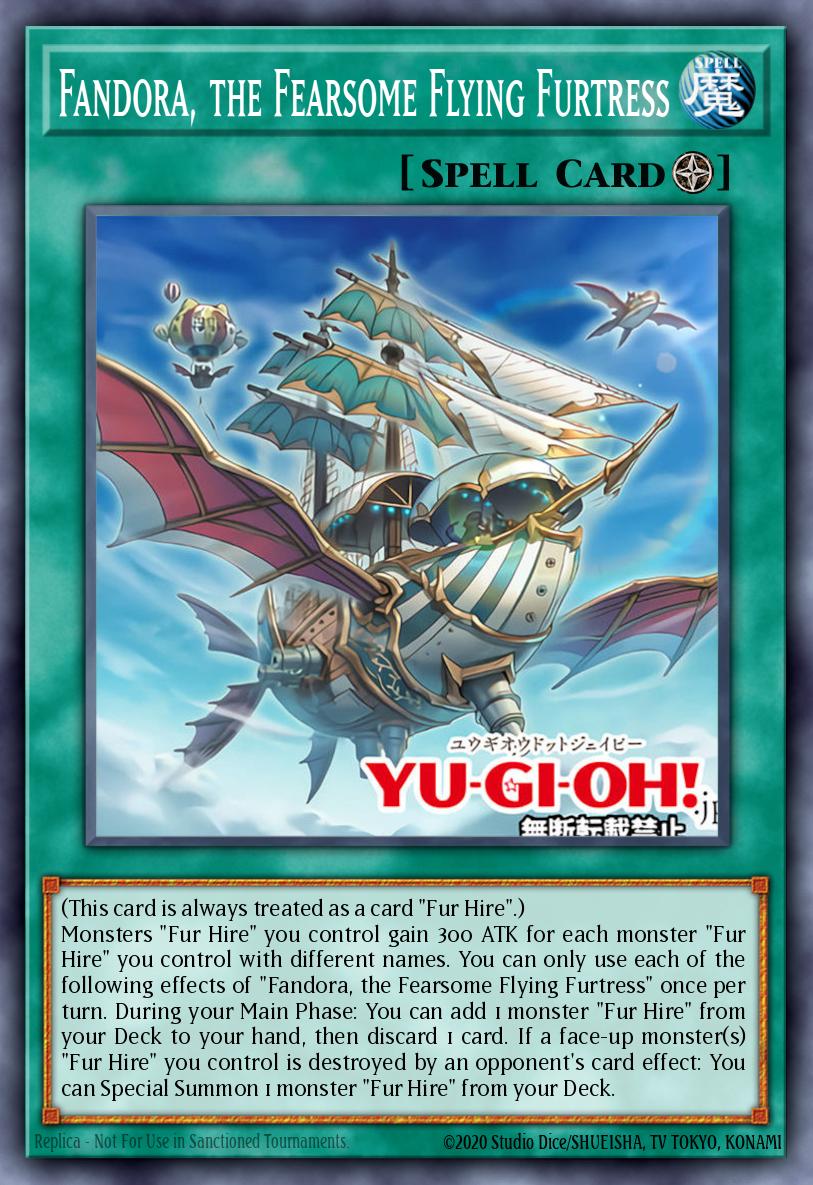 Fandora, the Fearsome Flying Furtress
SPELL
魔
[Spell Card]
ユウギオウドットジェイピー
YU-GI-OH!
.jp
無断転載禁止
(This card is always treated as a card "Fur Hire".)
Monsters "Fur Hire" you control gain 300 ATK for each monster "Fur
Hire" you control with different names. You can only use each of the
following effects of "Fandora, the Fearsome Flying Furtress" once per
turn. During your Main Phase: You can add 1 monster "Fur Hire" from
your Deck to your hand, then discard 1 card. If a face-up monster(s)
"Fur Hire" you control is destroyed by an opponent's card effect: You
can Special Summon 1 monster "Fur Hire" from your Deck.
Replica - Not For Use in Sanctioned Tournaments.
©2020 Studio Dice/SHUEISHA, TV TOKYO, KONAMI